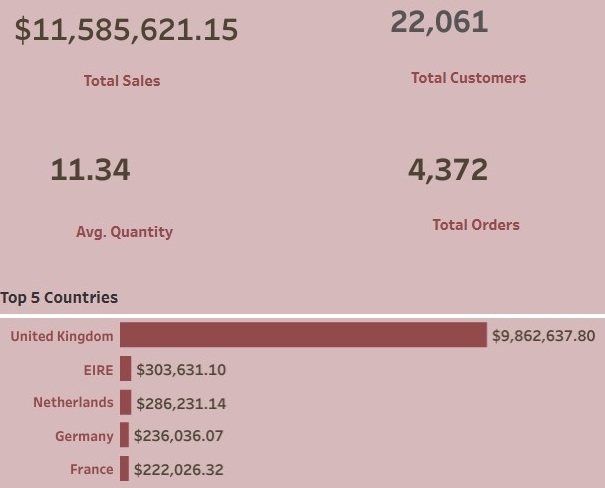 $11,585,621.15
22,061
Total Sales
Total Customers
11.34
4,372
Avg. Quantity
Total Orders
Top 5 Countries
United Kingdom $9,862,637.80
EIRE $303,631.10
Netherlands $286,231.14
Germany $236,036.07
France $222,026.32